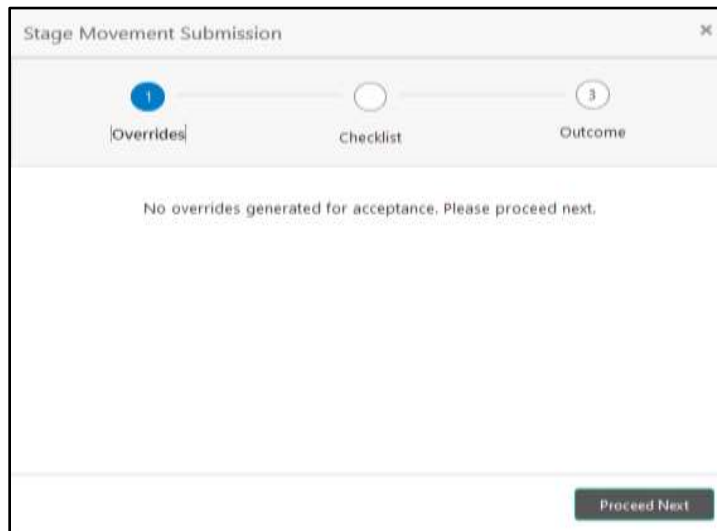 Stage Movement Submission
×
1
3
Overrides
Checklist
Outcome
No overrides generated for acceptance. Please proceed next.
Proceed Next